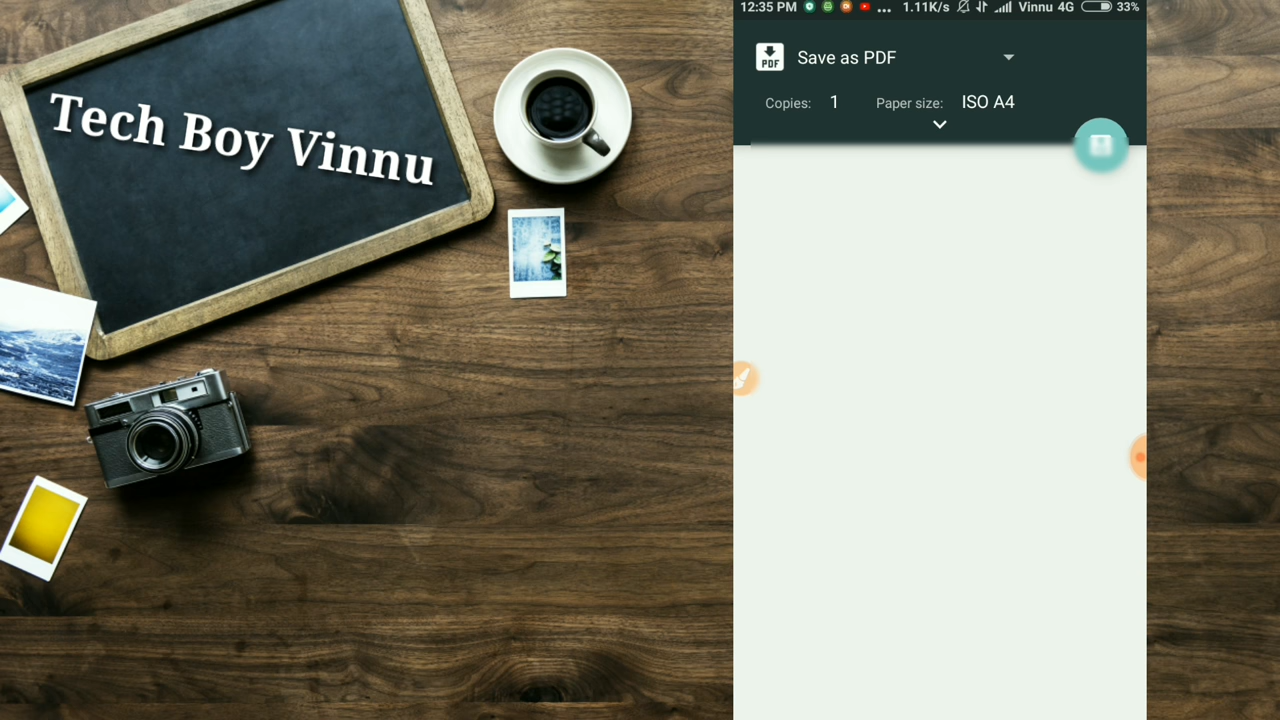 Tech Boy Vinnu
12:35 PM ... 1.11K/s Vinnu 4G 33%
PDF Save as PDF
Copies: 1 Paper size: ISO A4